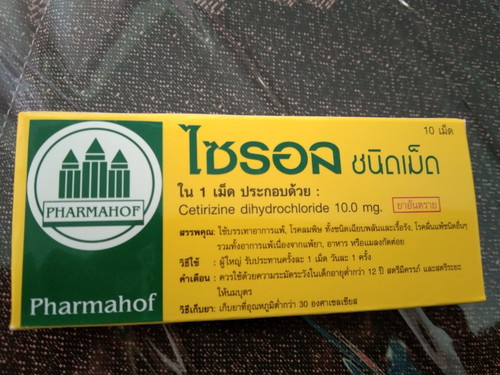 PHARMAHOF
Pharmahof
10 เม็ด
ไซรอล ชนิดเม็ด
ใน 1 เม็ด ประกอบด้วย :
Cetirizine dihydrochloride 10.0 mg. ยาอันตราย
สรรพคุณ: ใช้บรรเทาอาการแพ้, โรคลมพิษ ทั้งชนิดเฉียบพลันและเรื้อรัง, โรคผื่นแพ้ชนิดอื่นๆ
รวมทั้งอาการแพ้เนื่องจากแพ้ยา, อาหาร หรือแมลงกัดต่อย
วิธีใช้ : ผู้ใหญ่ รับประทานครั้งละ 1 เม็ด วันละ 1 ครั้ง
คำเตือน : ควรใช้ด้วยความระมัดระวังในเด็กอายุต่ำกว่า 12 ปี สตรีมีครรภ์ และสตรีระยะ
ให้นมบุตร
วิธีเก็บยา: เก็บยาที่อุณหภูมิต่ำกว่า 30 องศาเซลเซียส